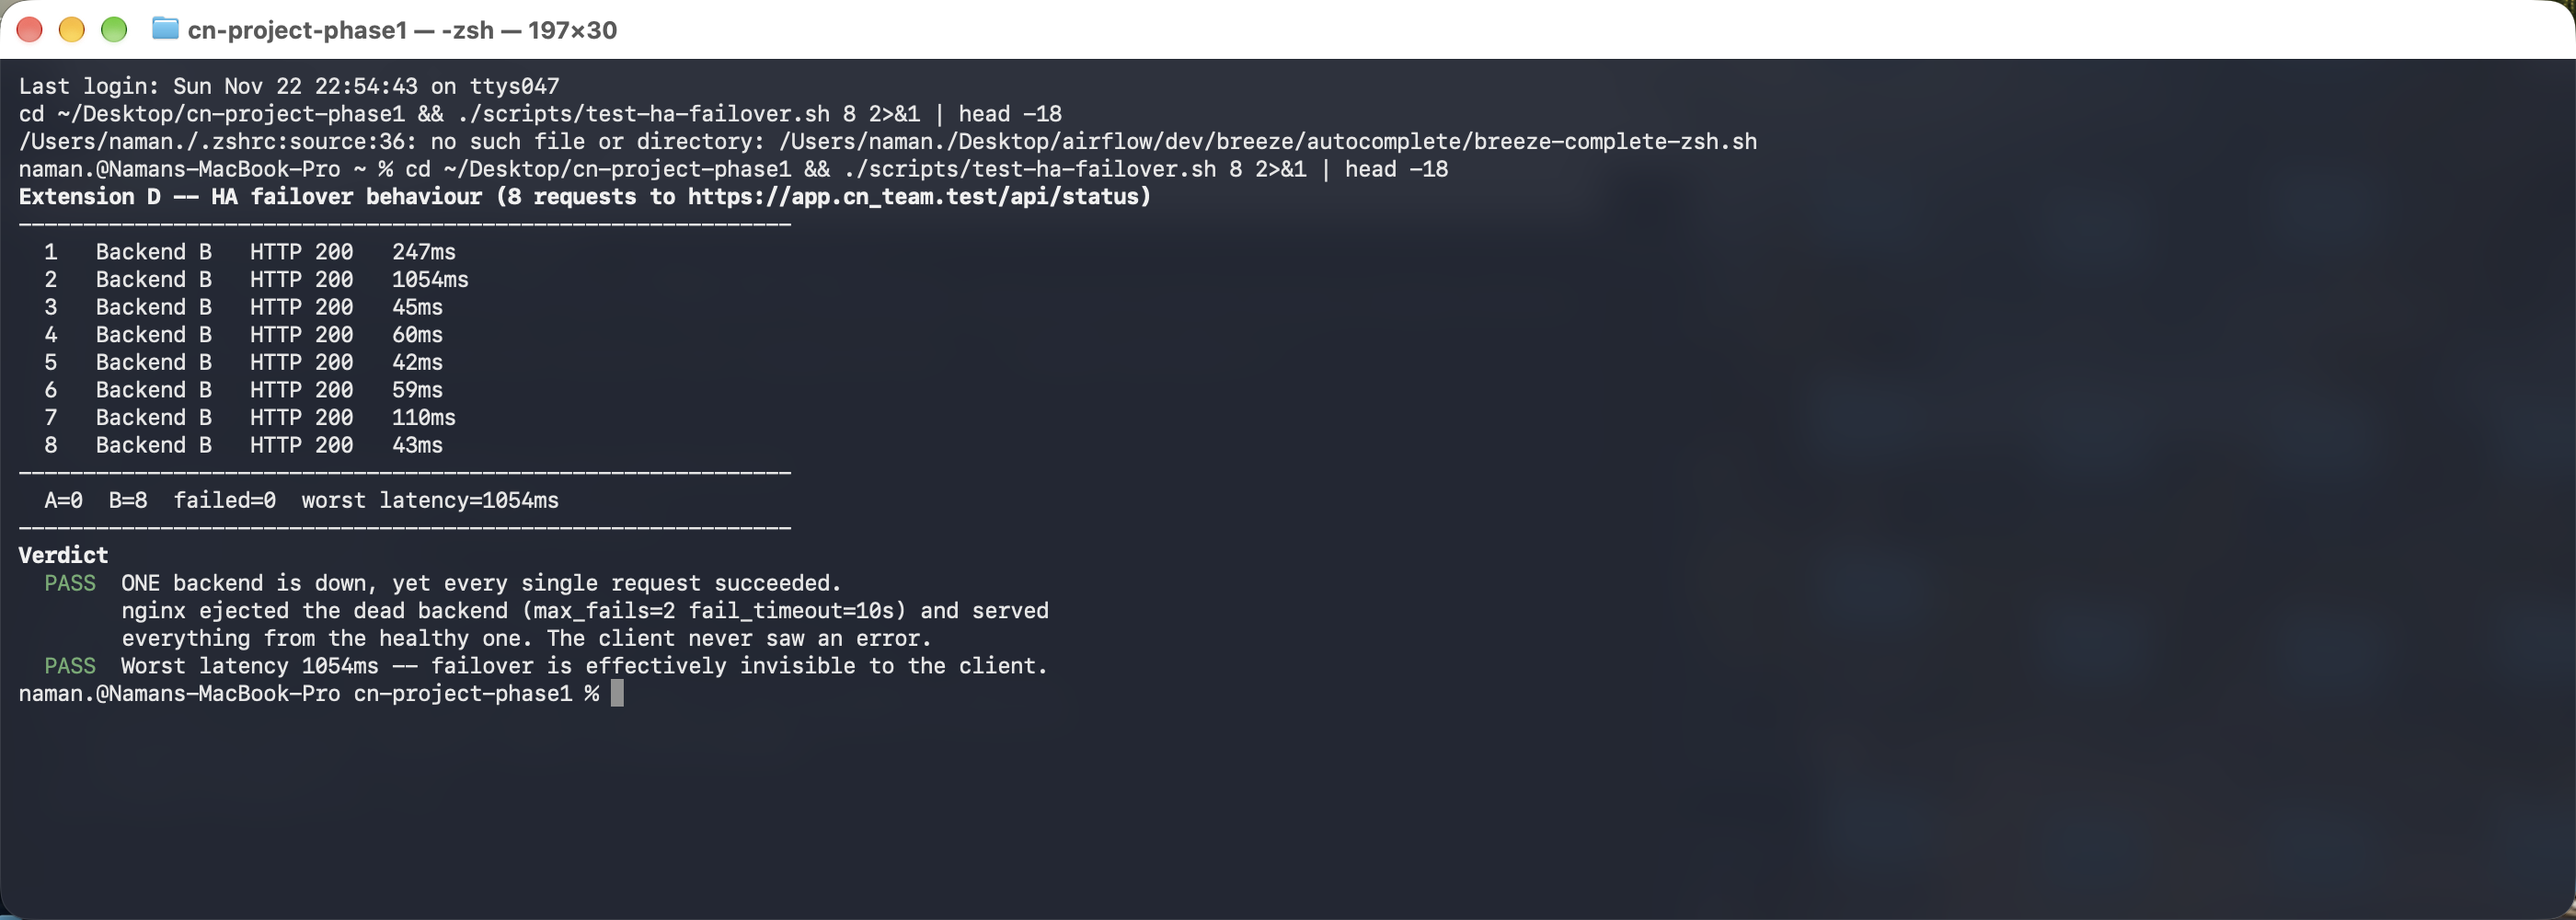 cn-project-phase1 — -zsh — 197×30
Last login: Sun Nov 22 22:54:43 on ttys047
cd ~/Desktop/cn-project-phase1 && ./scripts/test-ha-failover.sh 8 2>&1 | head -18
/Users/naman./.zshrc:source:36: no such file or directory: /Users/naman./Desktop/airflow/dev/breeze/autocomplete/breeze-complete-zsh.sh
naman.@Namans-MacBook-Pro ~ % cd ~/Desktop/cn-project-phase1 && ./scripts/test-ha-failover.sh 8 2>&1 | head -18
Extension D -- HA failover behaviour (8 requests to https://app.cn_team.test/api/status)
------------------------------------------------------------
  1   Backend B   HTTP 200   247ms
  2   Backend B   HTTP 200   1054ms
  3   Backend B   HTTP 200   45ms
  4   Backend B   HTTP 200   60ms
  5   Backend B   HTTP 200   42ms
  6   Backend B   HTTP 200   59ms
  7   Backend B   HTTP 200   110ms
  8   Backend B   HTTP 200   43ms
------------------------------------------------------------
  A=0  B=8  failed=0  worst latency=1054ms
------------------------------------------------------------
Verdict
  PASS  ONE backend is down, yet every single request succeeded.
        nginx ejected the dead backend (max_fails=2 fail_timeout=10s) and served
        everything from the healthy one. The client never saw an error.
  PASS  Worst latency 1054ms -- failover is effectively invisible to the client.
naman.@Namans-MacBook-Pro cn-project-phase1 %